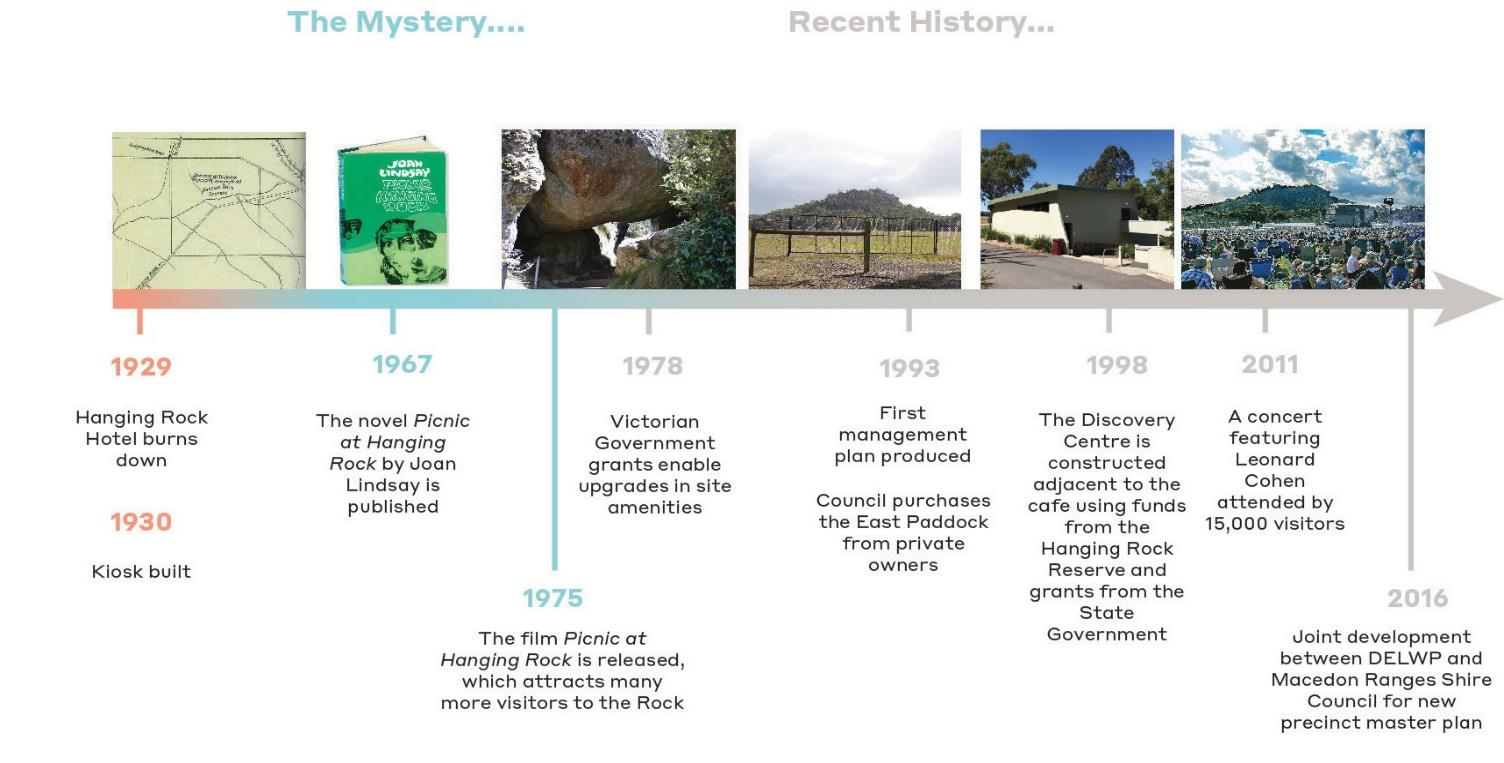 The Mystery....
Recent History...
JOAN
LINDSAY
PICNIC
HANGING
ROCK
1929
Hanging Rock
Hotel burns
down
1930
Kiosk built
1967
The novel Picnic
at Hanging
Rock by Joan
Lindsay is
published
1975
The film Picnic at
Hanging Rock is released,
which attracts many
more visitors to the Rock
1978
Victorian
Government
grants enable
upgrades in site
amenities
1993
First
management
plan produced
Council purchases
the East Paddock
from private
owners
1998
The Discovery
Centre is
constructed
adjacent to the
cafe using funds
from the
Hanging Rock
Reserve and
grants from the
State
Government
2011
A concert
featuring
Leonard
Cohen
attended by
15,000 visitors
2016
Joint development
between DELWP and
Macedon Ranges Shire
Council for new
precinct master plan